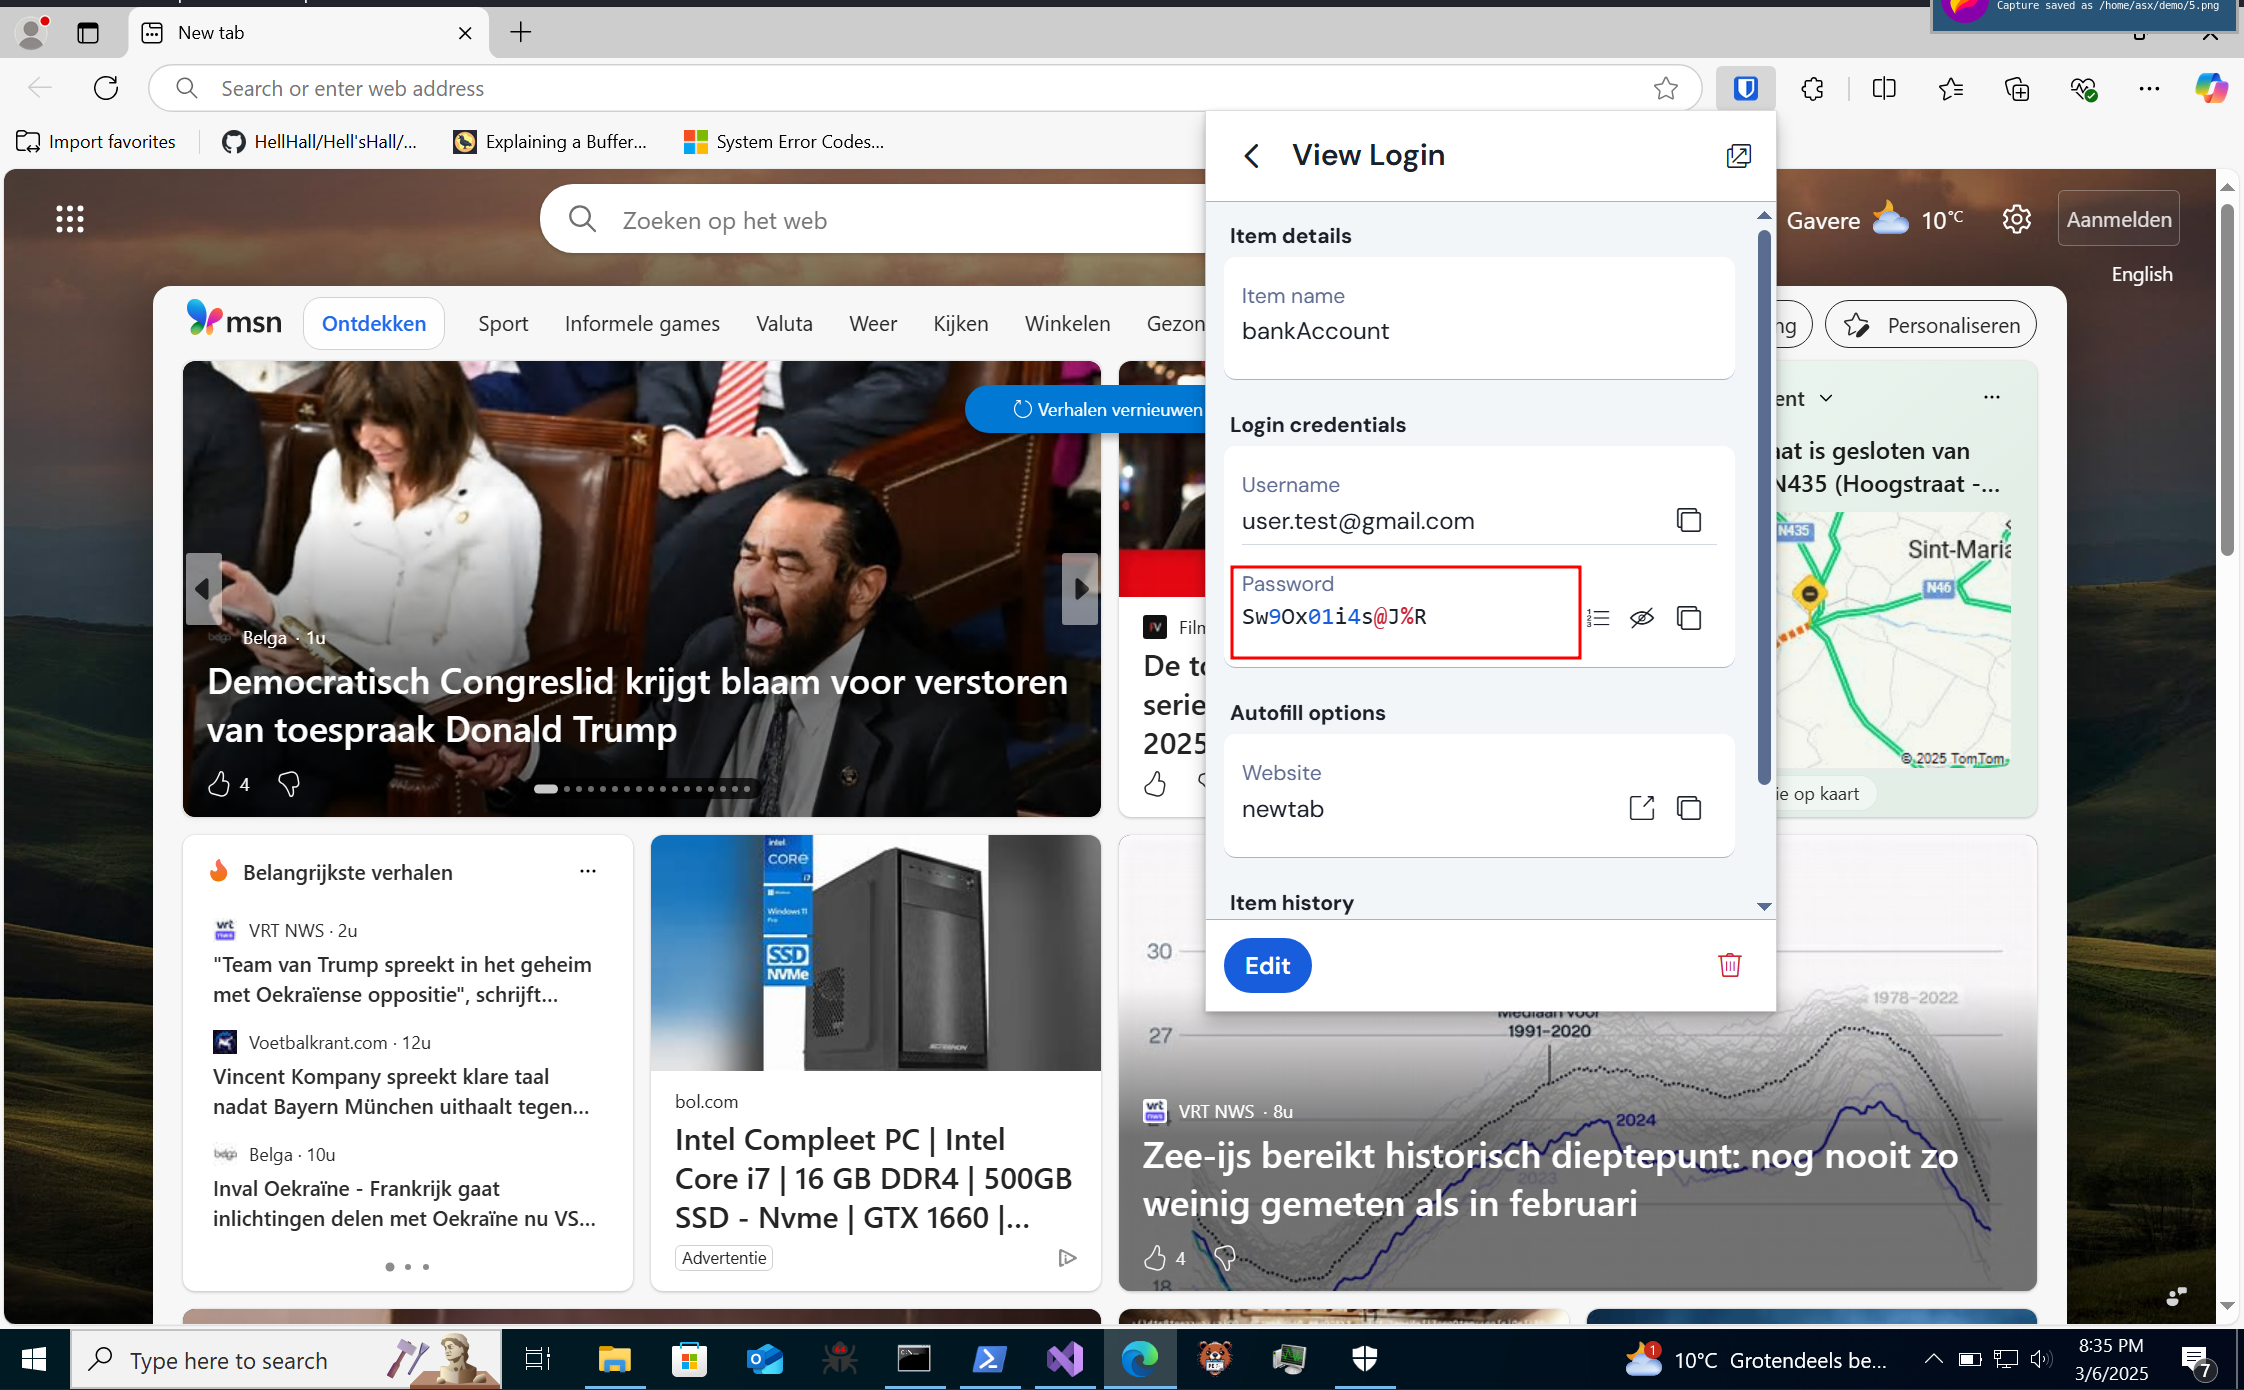 Capture saved as /home/asx/demo/5.png
New tab
Search or enter web address
Import favorites
HellHall/Hell'sHall/...
Explaining a Buffer...
System Error Codes...
View Login
Zoeken op het web
Gavere
10°C
Aanmelden
English
Item details
Item name
bankAccount
msn
Ontdekken
Sport
Informele games
Valuta
Weer
Kijken
Winkelen
Gezon
ng
Personaliseren
Verhalen vernieuwen
Login credentials
Username
user.test@gmail.com
Password
Sw9Ox01i4s@J%R
ent
at is gesloten van
N435 (Hoogstraat -...
N435
Sint-Maria
N46
© 2025 TomTom
ie op kaart
Belga · 1u
Democratisch Congreslid krijgt blaam voor verstoren
van toespraak Donald Trump
4
Film
De to
serie
2025
Autofill options
Website
newtab
Item history
Edit
Belangrijkste verhalen
vrt
nws
VRT NWS · 2u
"Team van Trump spreekt in het geheim
met Oekraïense oppositie", schrijft...
Voetbalkrant.com · 12u
Vincent Kompany spreekt klare taal
nadat Bayern München uithaalt tegen...
belga
Belga · 10u
Inval Oekraïne - Frankrijk gaat
inlichtingen delen met Oekraïne nu VS...
intel
CORE
i7
Windows 11
Pro
SSD
NVMe
bol.com
Intel Compleet PC | Intel
Core i7 | 16 GB DDR4 | 500GB
SSD - Nvme | GTX 1660 |...
Advertentie
30
1978-2022
Mediaan voor
1991-2020
27
2024
2023
18
vrt
nws
VRT NWS · 8u
Zee-ijs bereikt historisch dieptepunt: nog nooit zo
weinig gemeten als in februari
4
Type here to search
1
10°C Grotendeels be...
8:35 PM
3/6/2025
7